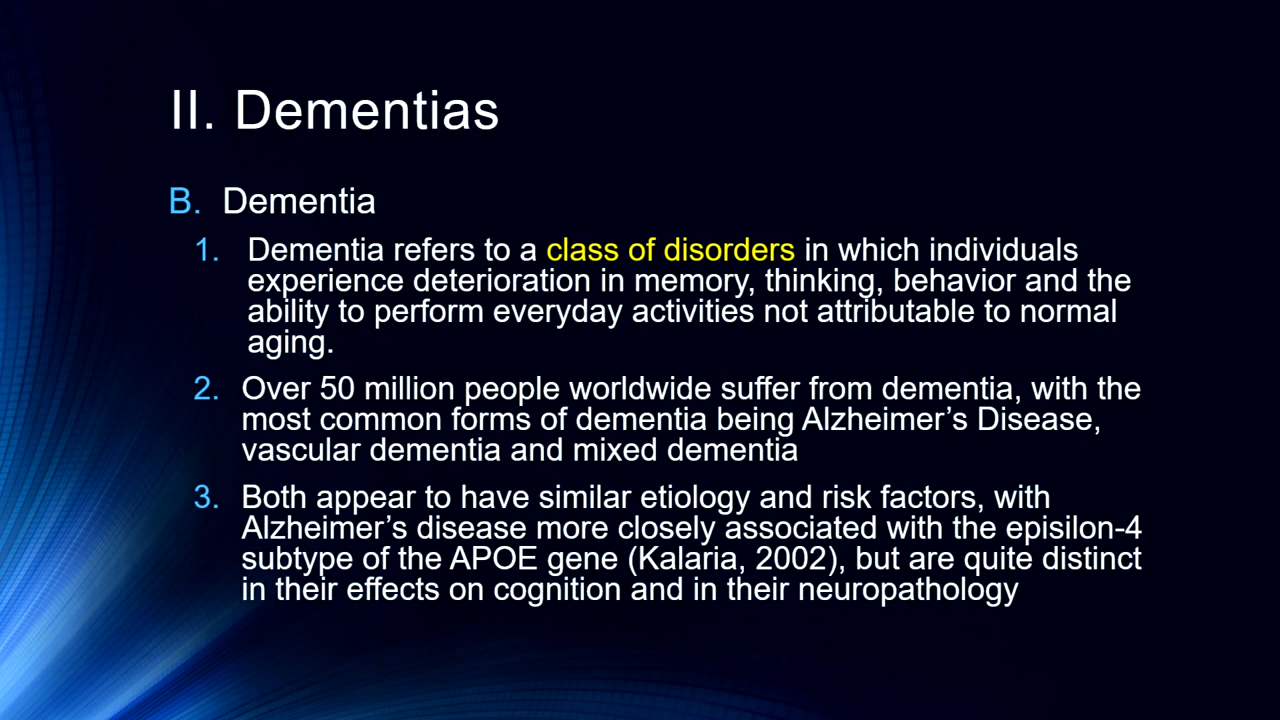 II. Dementias
B. Dementia
1. Dementia refers to a class of disorders in which individuals
experience deterioration in memory, thinking, behavior and the
ability to perform everyday activities not attributable to normal
aging.
2. Over 50 million people worldwide suffer from dementia, with the
most common forms of dementia being Alzheimer’s Disease,
vascular dementia and mixed dementia
3. Both appear to have similar etiology and risk factors, with
Alzheimer’s disease more closely associated with the episilon-4
subtype of the APOE gene (Kalaria, 2002), but are quite distinct
in their effects on cognition and in their neuropathology